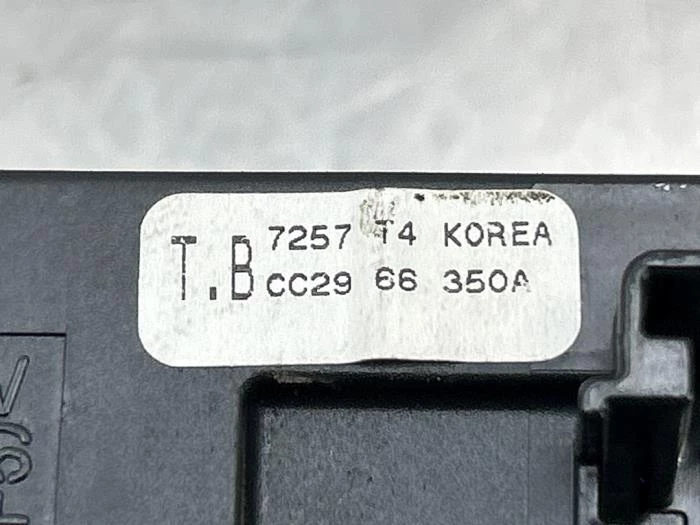 T.B
7257 T4 KOREA
CC29 66 350A